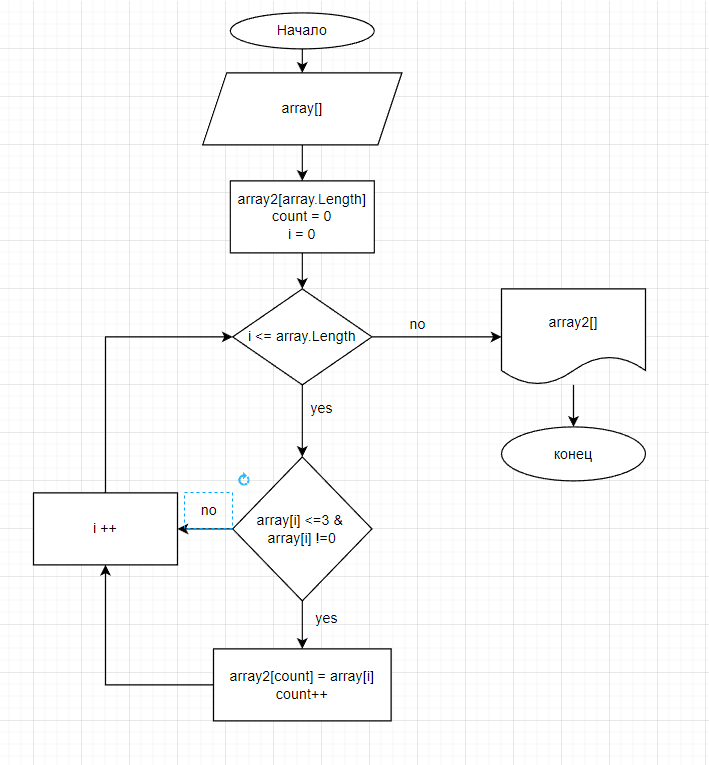 Начало
array[]
array2[array.Length]
count = 0
i = 0
i <= array.Length
no
array2[]
yes
конец
no
array[i] <=3 &
array[i] !=0
i ++
yes
array2[count] = array[i]
count++